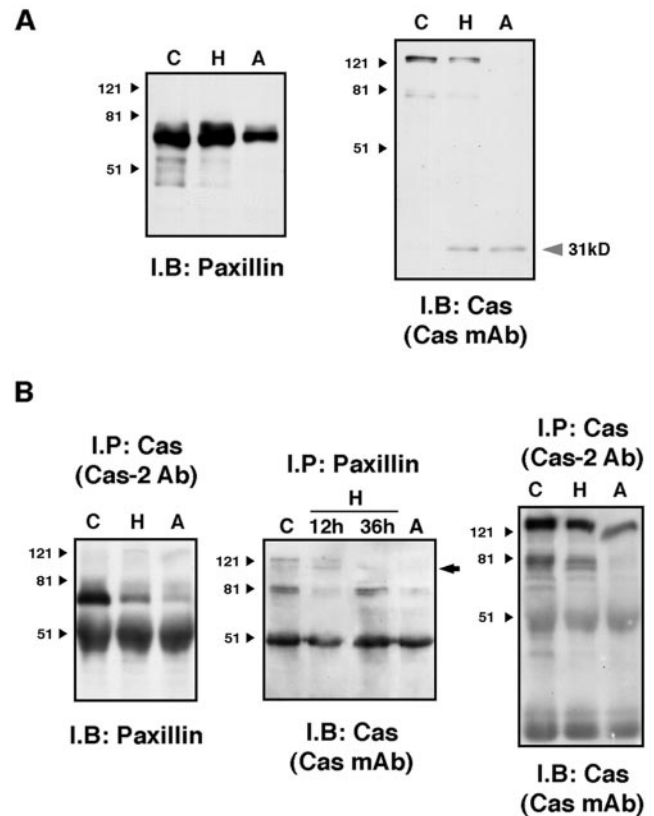 A
C H A
121
81
51
I.B: Paxillin
C H A
121
81
51
31kD
I.B: Cas
(Cas mAb)
B
I.P: Cas
(Cas-2 Ab)
C H A
121
81
51
I.B: Paxillin
I.P: Paxillin
H
C 12h 36h A
121
81
51
I.B: Cas
(Cas mAb)
I.P: Cas
(Cas-2 Ab)
C H A
121
81
51
I.B: Cas
(Cas mAb)